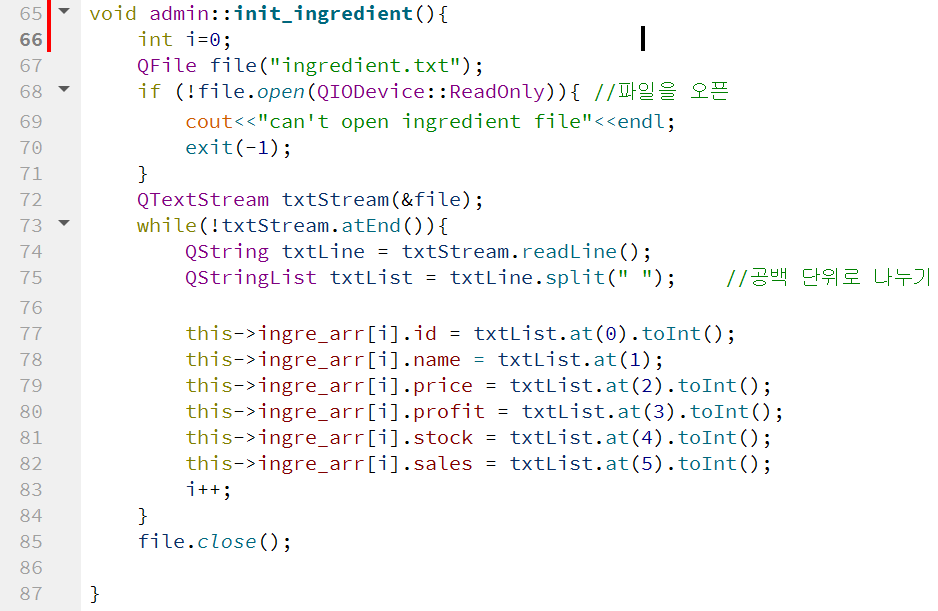 65 void admin::init_ingredient(){
66 int i=0;
67 QFile file("ingredient.txt");
68 if (!file.open(QIODevice::ReadOnly)){ //파일을 오픈
69 cout<<"can't open ingredient file"<<endl;
70 exit(-1);
71 }
72 QTextStream txtStream(&file);
73 while(!txtStream.atEnd()){
74 QString txtLine = txtStream.readLine();
75 QStringList txtList = txtLine.split(" "); //공백 단위로 나누기
76
77 this->ingre_arr[i].id = txtList.at(0).toInt();
78 this->ingre_arr[i].name = txtList.at(1);
79 this->ingre_arr[i].price = txtList.at(2).toInt();
80 this->ingre_arr[i].profit = txtList.at(3).toInt();
81 this->ingre_arr[i].stock = txtList.at(4).toInt();
82 this->ingre_arr[i].sales = txtList.at(5).toInt();
83 i++;
84 }
85 file.close();
86
87 }